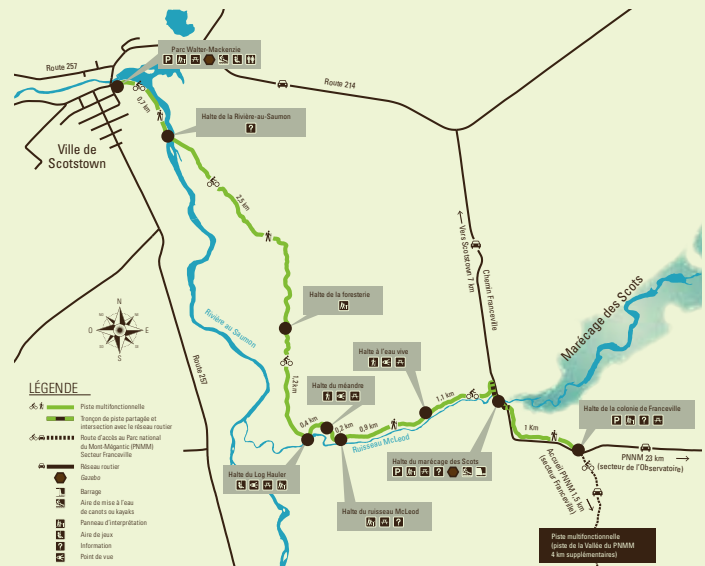 Parc Walter-Mackenzie
Route 257
Route 214
0,7 km
Halte de la Rivière-au-Saumon
Ville de
Scotstown
2,5 km
Vers Scotstown 7 km
Chemin Franceville
Marécage des Scots
Halte de la foresterie
N
O
E
S
Rivière au Saumon
Halte à l'eau vive
1,2 km
Route 257
LÉGENDE
Halte du méandre
1,1 km
0,4 km
0,2 km
0,9 km
Ruisseau McLeod
Halte de la colonie de Franceville
1 Km
Piste multifonctionnelle
Tronçon de piste partagée et
intersection avec le réseau routier
Route d'accès au Parc national
du Mont-Mégantic (PNMM)
Secteur Franceville
Réseau routier
Gazebo
Barrage
Aire de mise à l'eau
de canots ou kayaks
Panneau d'interprétation
Aire de jeux
Information
Point de vue
Halte du Log Hauler
Halte du marécage des Scots
PNMM 23 km
(secteur de l'Observatoire)
Accueil PNMM 1,5 km
(secteur Franceville)
Halte du ruisseau McLeod
Piste multifonctionnelle
(piste de la Vallée du PNMM
4 km supplémentaires)